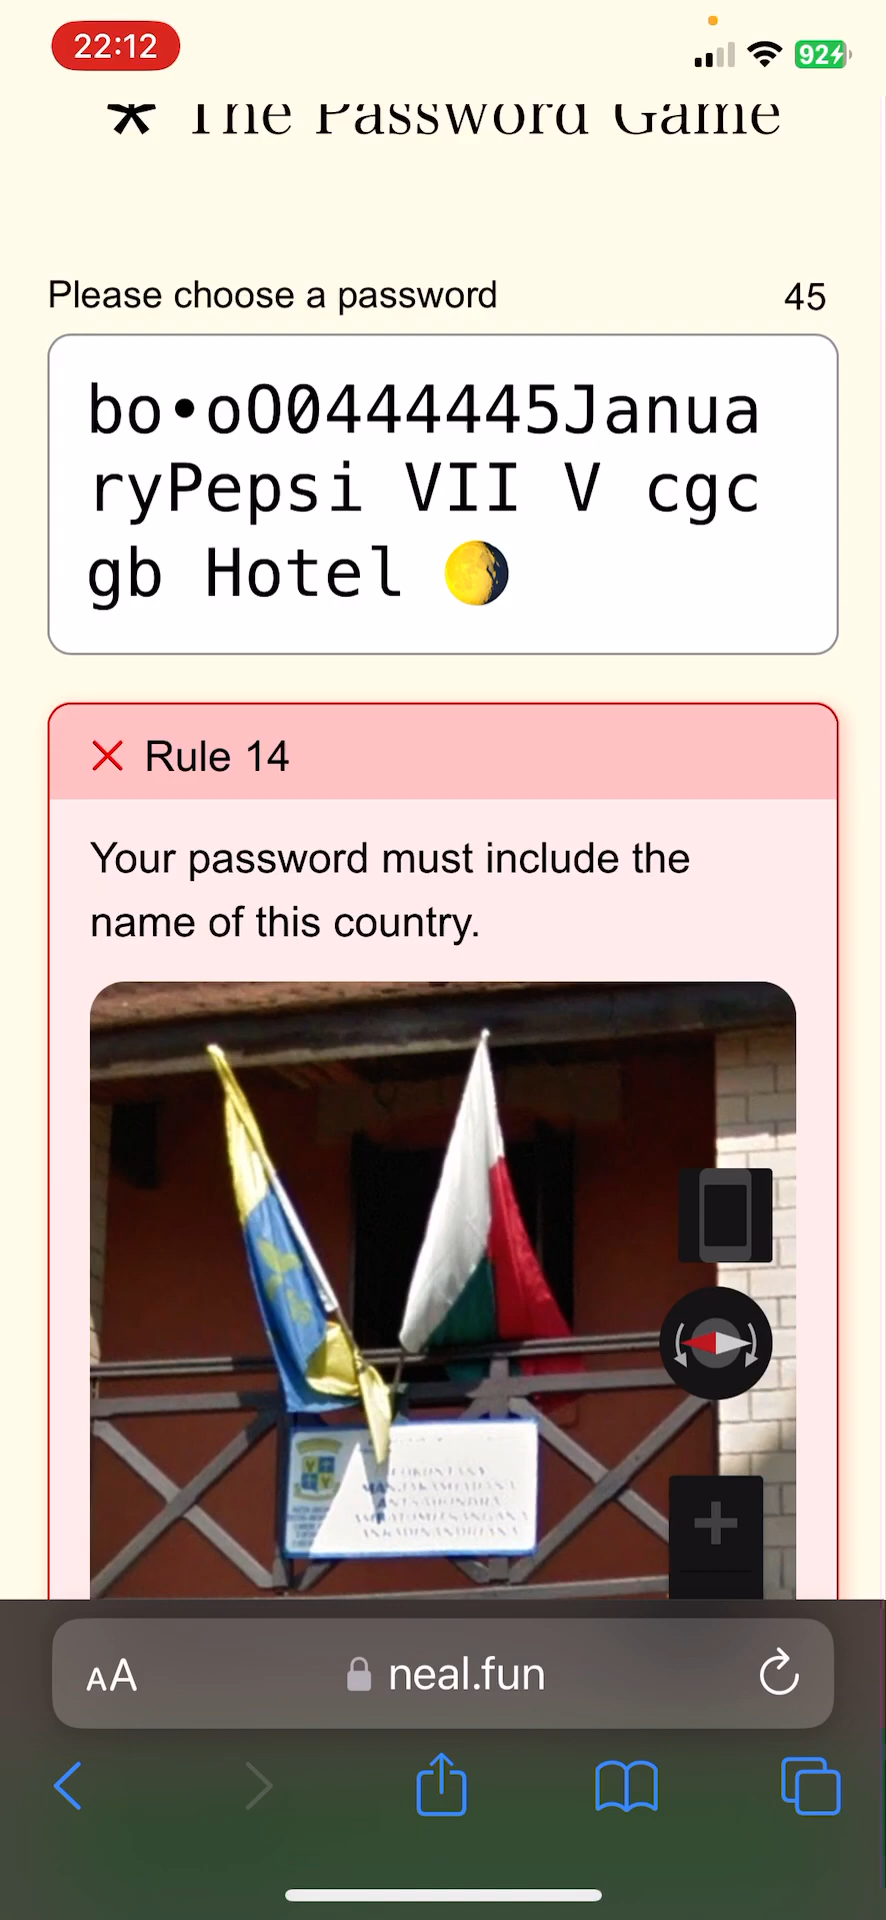 22:12
92
* The Password Game
Please choose a password
45
bo•oO0444445Janua
ryPepsi VII V cgc
gb Hotel 🌖
× Rule 14
Your password must include the
name of this country.
+
AA
neal.fun